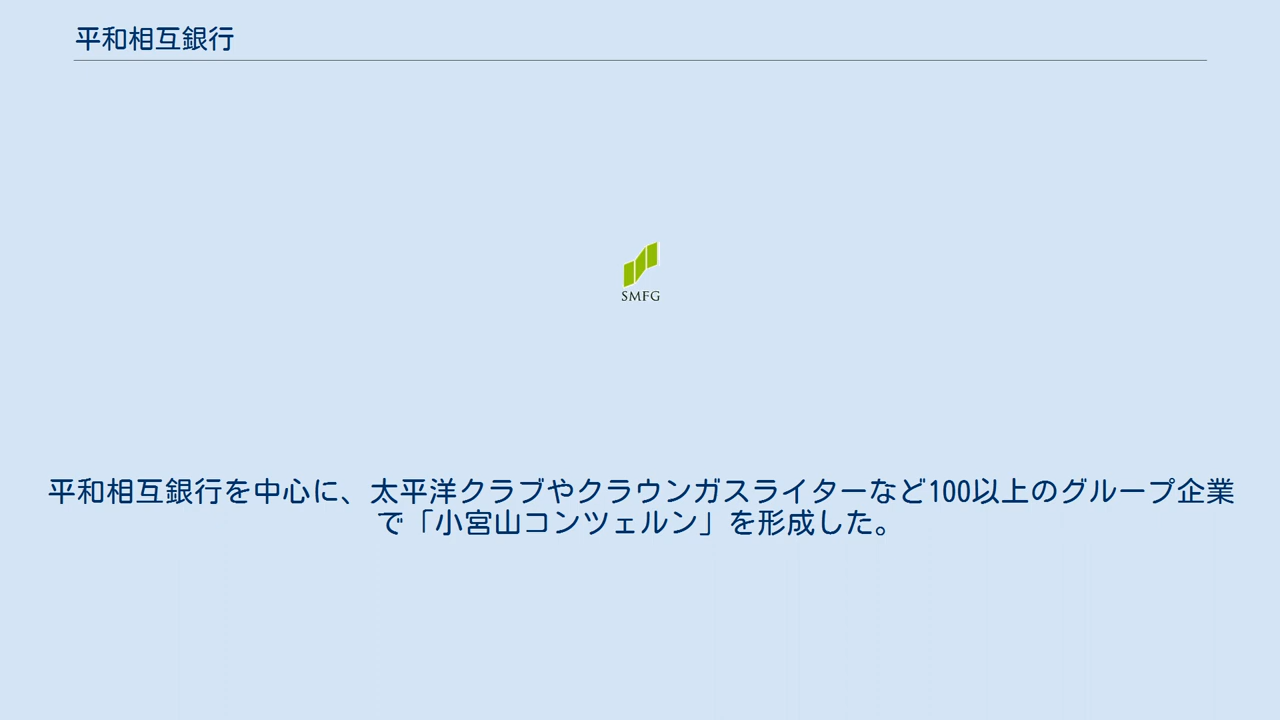 平和相互銀行
SMFG
平和相互銀行を中心に、太平洋クラブやクラウンガスライターなど100以上のグループ企業
で「小宮山コンツェルン」を形成した。